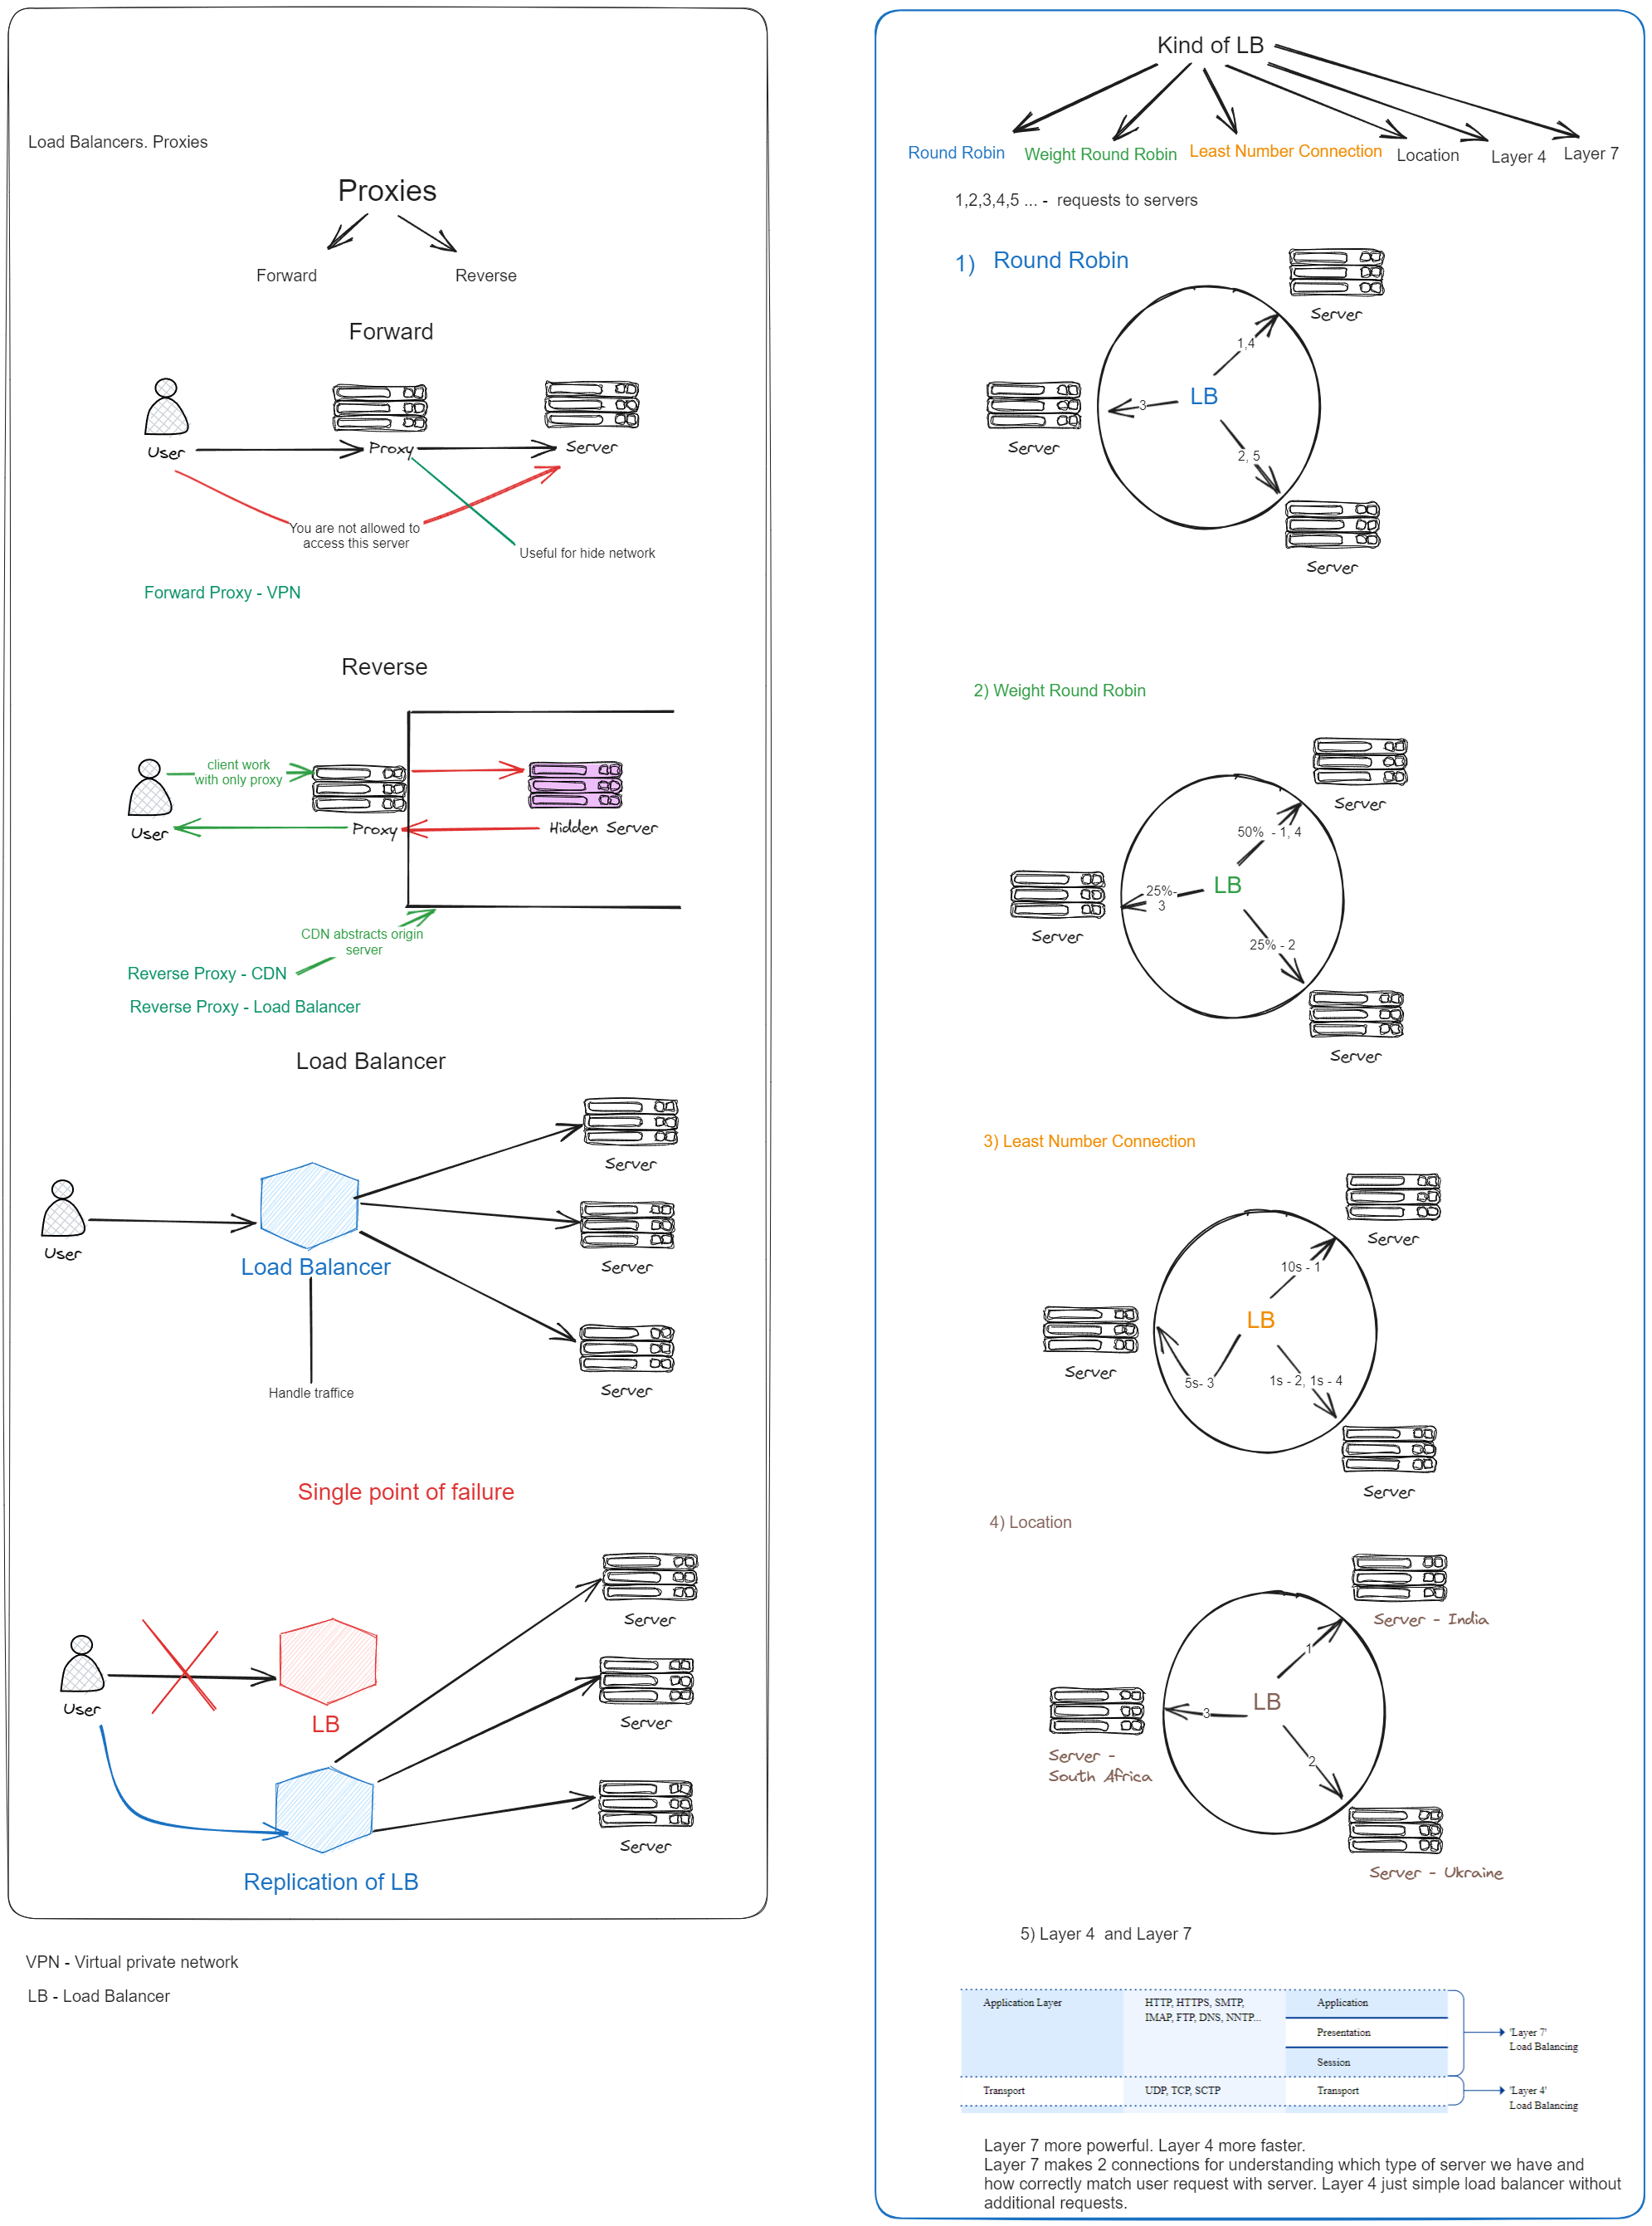 Load Balancers. Proxies
Proxies
Forward
Reverse
Forward
User
Proxy
Server
You are not allowed to
access this server
Useful for hide network
Forward Proxy - VPN
Reverse
client work
with only proxy
User
Proxy
Hidden Server
CDN abstracts origin
server
Reverse Proxy - CDN
Reverse Proxy - Load Balancer
Load Balancer
Server
User
Server
Load Balancer
Server
Handle traffice
Single point of failure
Server
User
LB
Server
Server
Replication of LB
VPN - Virtual private network
LB - Load Balancer
Kind of LB
Round Robin
Weight Round Robin
Least Number Connection
Location
Layer 4
Layer 7
1,2,3,4,5 ... - requests to servers
1) Round Robin
Server
1,4
LB
3
Server
2, 5
Server
2) Weight Round Robin
Server
50% - 1, 4
LB
25%-
3
Server
25% - 2
Server
3) Least Number Connection
Server
10s - 1
LB
Server
5s- 3
1s - 2, 1s - 4
Server
4) Location
Server - India
1
LB
3
Server -
South Africa
2
Server - Ukraine
5) Layer 4 and Layer 7
Application Layer
HTTP, HTTPS, SMTP,
IMAP, FTP, DNS, NNTP...
Application
Presentation
Session
'Layer 7'
Load Balancing
Transport
UDP, TCP, SCTP
Transport
'Layer 4'
Load Balancing
Layer 7 more powerful. Layer 4 more faster.
Layer 7 makes 2 connections for understanding which type of server we have and
how correctly match user request with server. Layer 4 just simple load balancer without
additional requests.